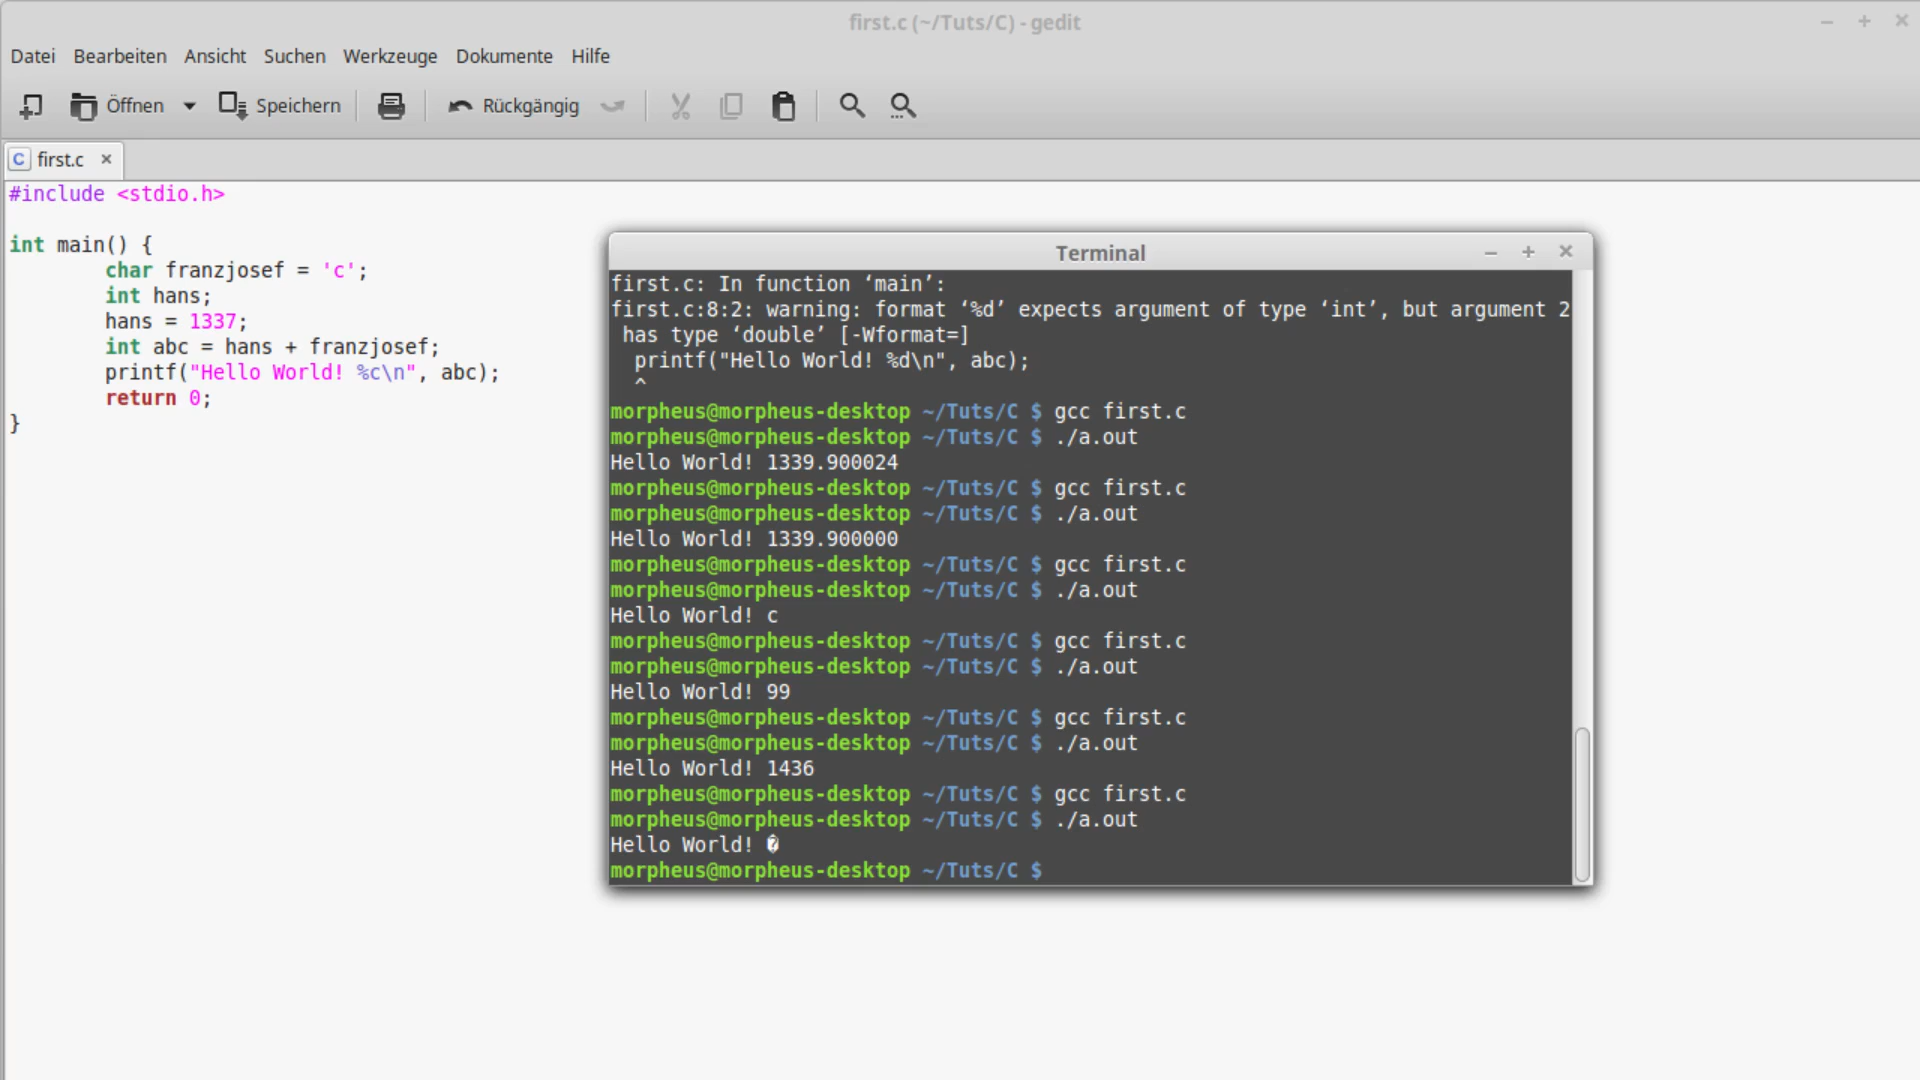 first.c (~/Tuts/C) - gedit
Datei Bearbeiten Ansicht Suchen Werkzeuge Dokumente Hilfe
Öffnen Speichern Rückgängig
C first.c
#include <stdio.h>
int main() {
char franzjosef = 'c';
int hans;
hans = 1337;
int abc = hans + franzjosef;
printf("Hello World! %c\n", abc);
return 0;
}
Terminal
first.c: In function ‘main’:
first.c:8:2: warning: format ‘%d’ expects argument of type ‘int’, but argument 2
has type ‘double’ [-Wformat=]
printf("Hello World! %d\n", abc);
^
morpheus@morpheus-desktop ~/Tuts/C $ gcc first.c
morpheus@morpheus-desktop ~/Tuts/C $ ./a.out
Hello World! 1339.900024
morpheus@morpheus-desktop ~/Tuts/C $ gcc first.c
morpheus@morpheus-desktop ~/Tuts/C $ ./a.out
Hello World! 1339.900000
morpheus@morpheus-desktop ~/Tuts/C $ gcc first.c
morpheus@morpheus-desktop ~/Tuts/C $ ./a.out
Hello World! c
morpheus@morpheus-desktop ~/Tuts/C $ gcc first.c
morpheus@morpheus-desktop ~/Tuts/C $ ./a.out
Hello World! 99
morpheus@morpheus-desktop ~/Tuts/C $ gcc first.c
morpheus@morpheus-desktop ~/Tuts/C $ ./a.out
Hello World! 1436
morpheus@morpheus-desktop ~/Tuts/C $ gcc first.c
morpheus@morpheus-desktop ~/Tuts/C $ ./a.out
Hello World! �
morpheus@morpheus-desktop ~/Tuts/C $